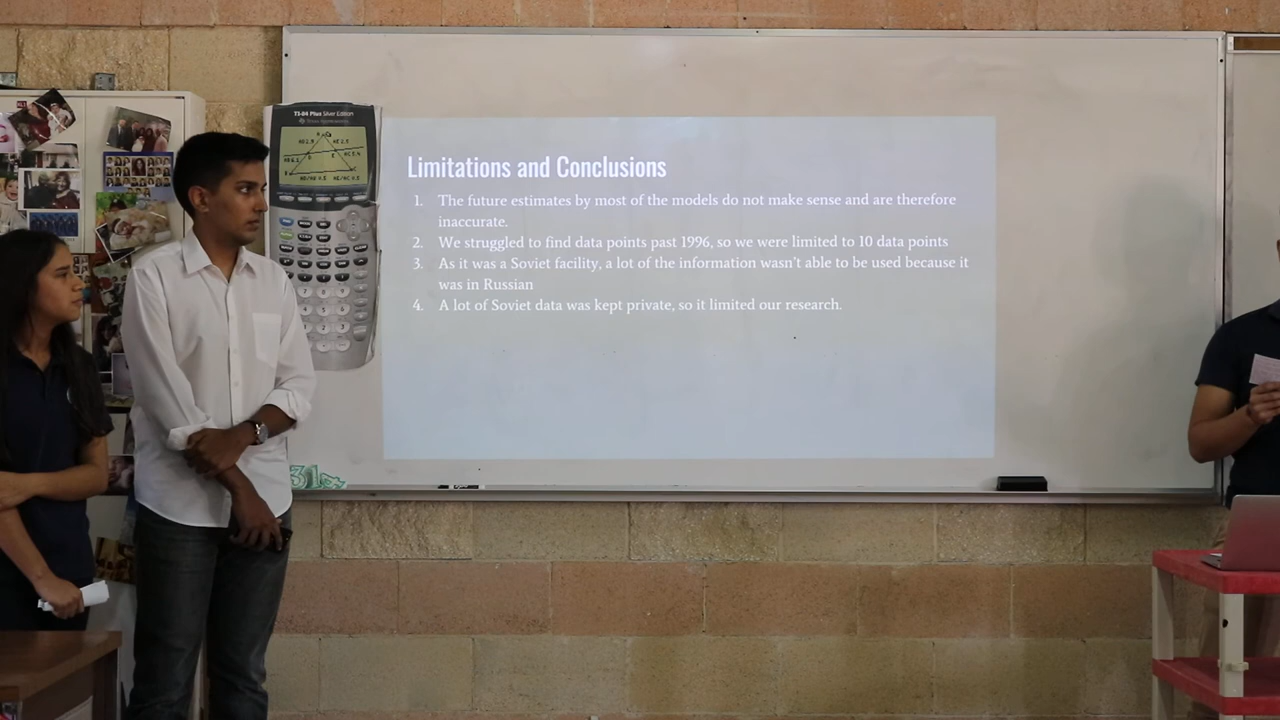 TI-84 Plus Silver Edition
Texas Instruments
Limitations and Conclusions
1. The future estimates by most of the models do not make sense and are therefore
inaccurate.
2. We struggled to find data points past 1996, so we were limited to 10 data points
3. As it was a Soviet facility, a lot of the information wasn't able to be used because it
was in Russian
4. A lot of Soviet data was kept private, so it limited our research.